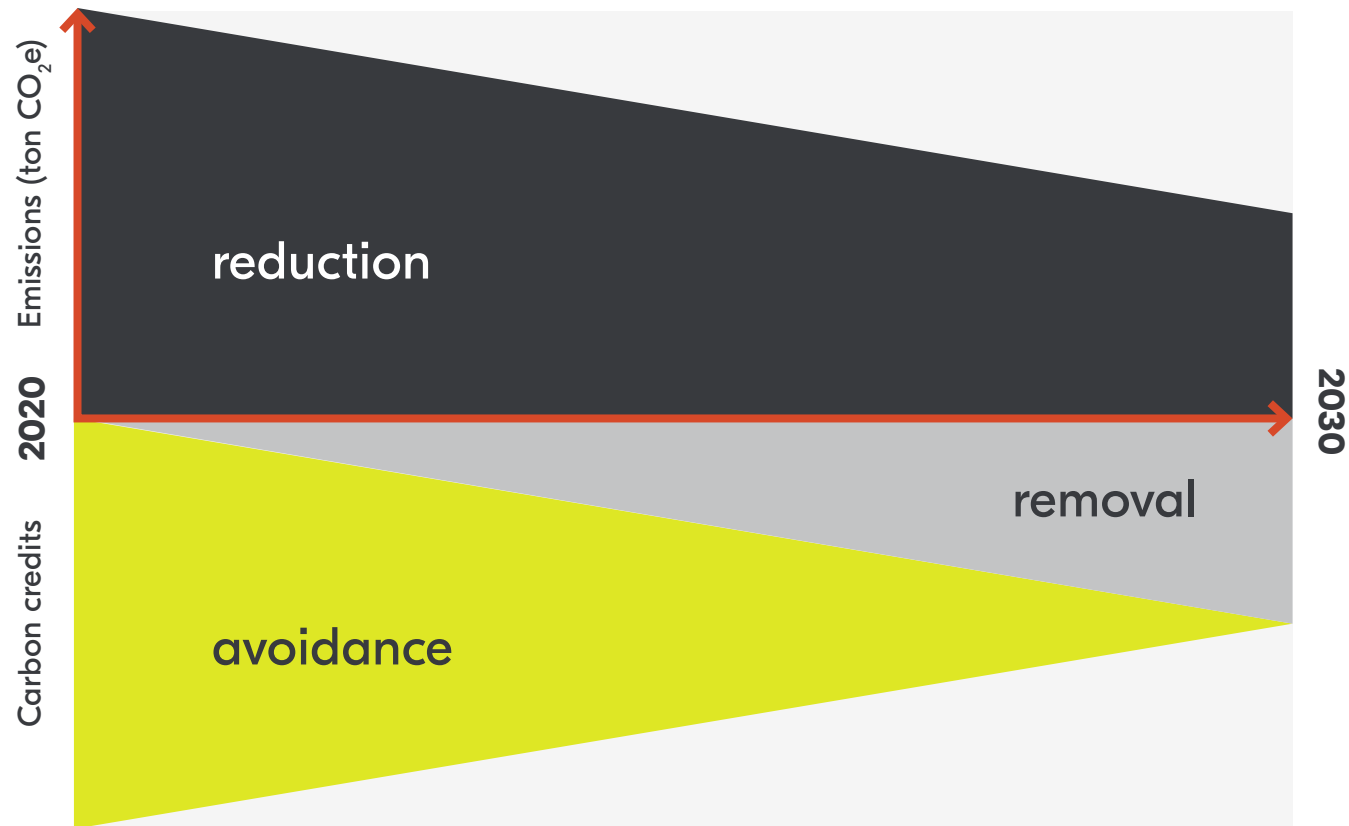 Emissions (ton CO₂e)
reduction
2020
2030
removal
Carbon credits
avoidance